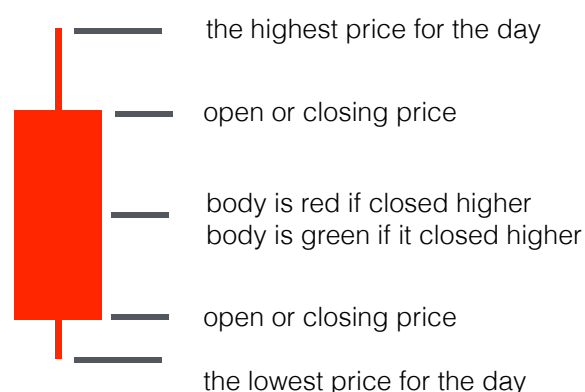 the highest price for the day
open or closing price
body is red if closed higher
body is green if it closed higher
open or closing price
the lowest price for the day